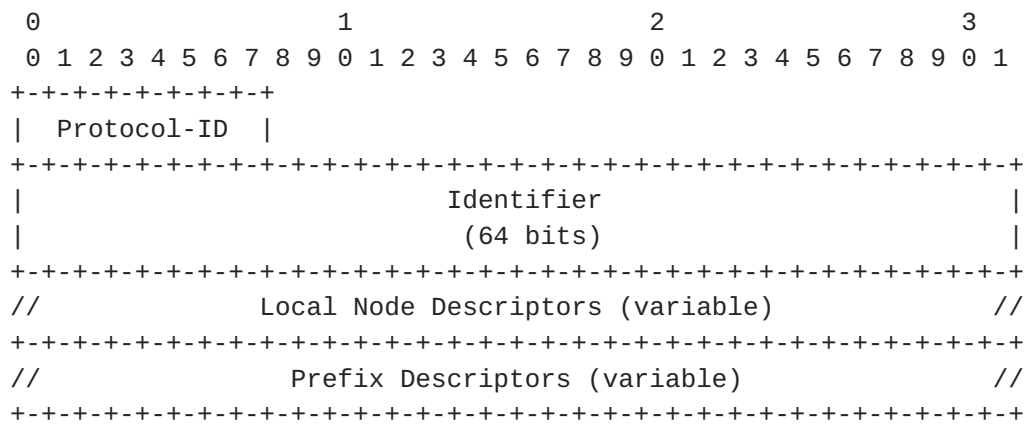 0                   1                   2                   3
 0 1 2 3 4 5 6 7 8 9 0 1 2 3 4 5 6 7 8 9 0 1 2 3 4 5 6 7 8 9 0 1
+-+-+-+-+-+-+-+-+
|  Protocol-ID  |
+-+-+-+-+-+-+-+-+-+-+-+-+-+-+-+-+-+-+-+-+-+-+-+-+-+-+-+-+-+-+-+-+
|                           Identifier                          |
|                            (64 bits)                          |
+-+-+-+-+-+-+-+-+-+-+-+-+-+-+-+-+-+-+-+-+-+-+-+-+-+-+-+-+-+-+-+-+
//              Local Node Descriptors (variable)              //
+-+-+-+-+-+-+-+-+-+-+-+-+-+-+-+-+-+-+-+-+-+-+-+-+-+-+-+-+-+-+-+-+
//                Prefix Descriptors (variable)                //
+-+-+-+-+-+-+-+-+-+-+-+-+-+-+-+-+-+-+-+-+-+-+-+-+-+-+-+-+-+-+-+-+